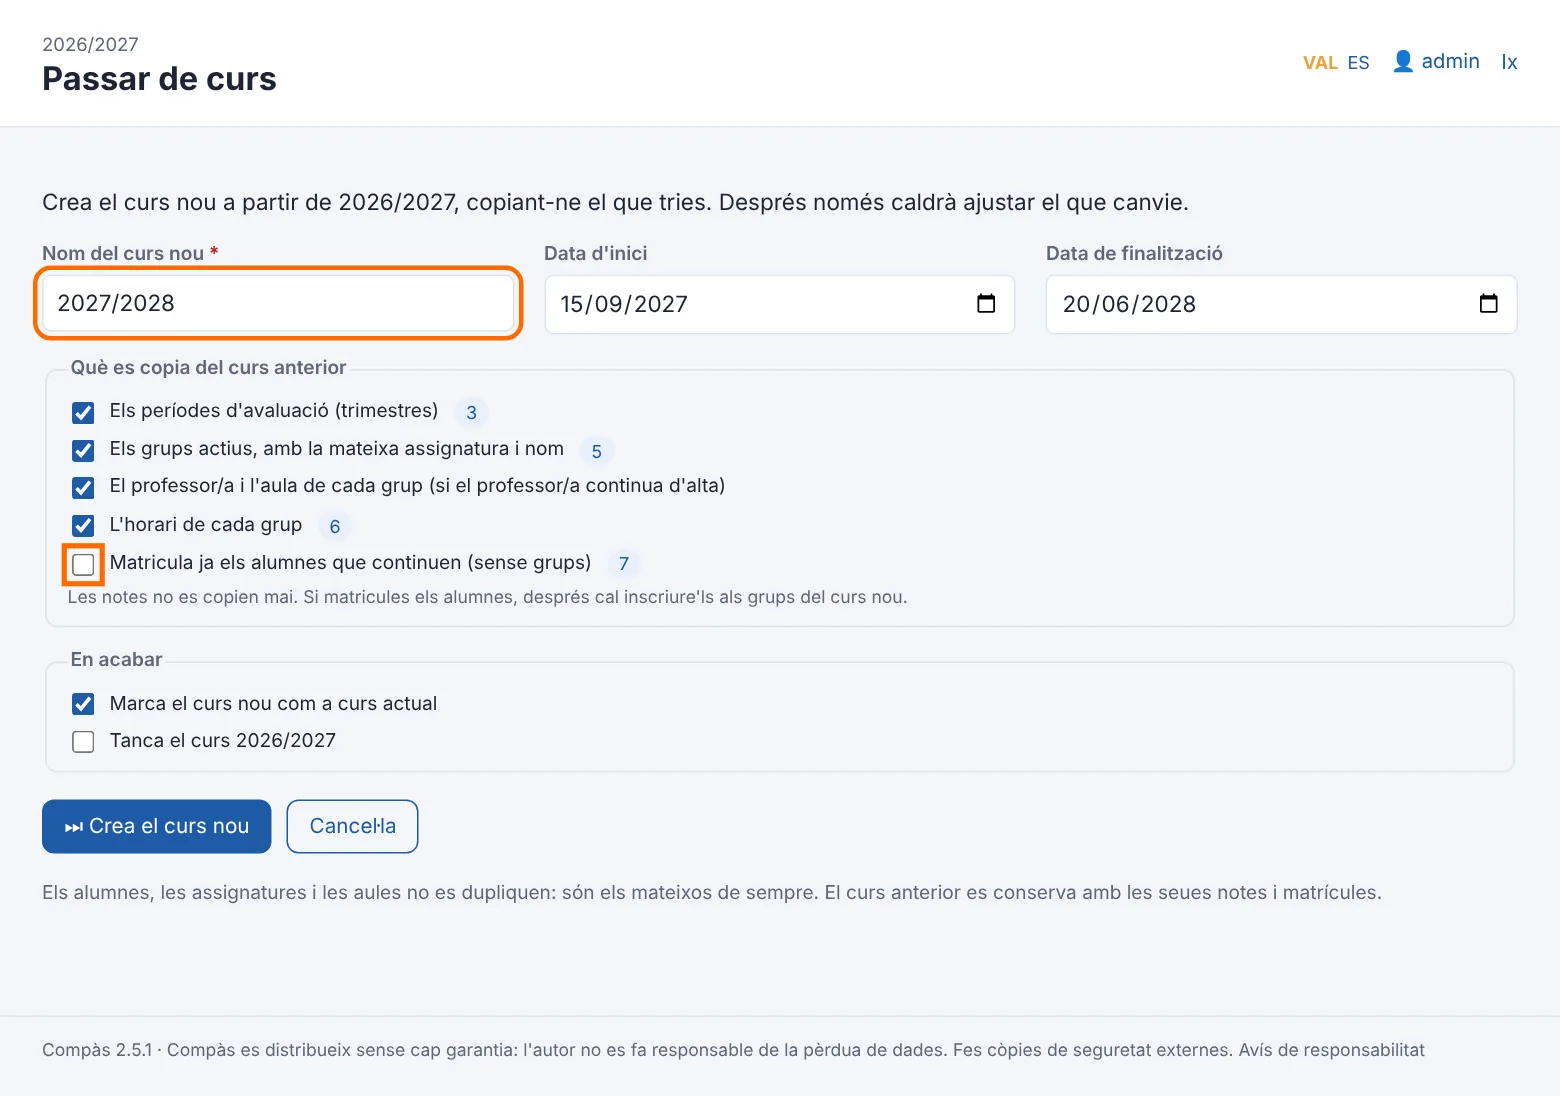 2026/2027
Passar de curs
VAL ES admin Ix
Crea el curs nou a partir de 2026/2027, copiant-ne el que tries. Després només caldrà ajustar el que canvie.
Nom del curs nou * Data d'inici Data de finalització
2027/2028 15/09/2027 20/06/2028
Què es copia del curs anterior
Els períodes d'avaluació (trimestres) 3
Els grups actius, amb la mateixa assignatura i nom 5
El professor/a i l'aula de cada grup (si el professor/a continua d'alta)
L'horari de cada grup 6
Matricula ja els alumnes que continuen (sense grups) 7
Les notes no es copien mai. Si matricules els alumnes, després cal inscriure'ls als grups del curs nou.
En acabar
Marca el curs nou com a curs actual
Tanca el curs 2026/2027
⏭ Crea el curs nou Cancel·la
Els alumnes, les assignatures i les aules no es dupliquen: són els mateixos de sempre. El curs anterior es conserva amb les seues notes i matrícules.
Compàs 2.5.1 · Compàs es distribueix sense cap garantia: l'autor no es fa responsable de la pèrdua de dades. Fes còpies de seguretat externes. Avís de responsabilitat